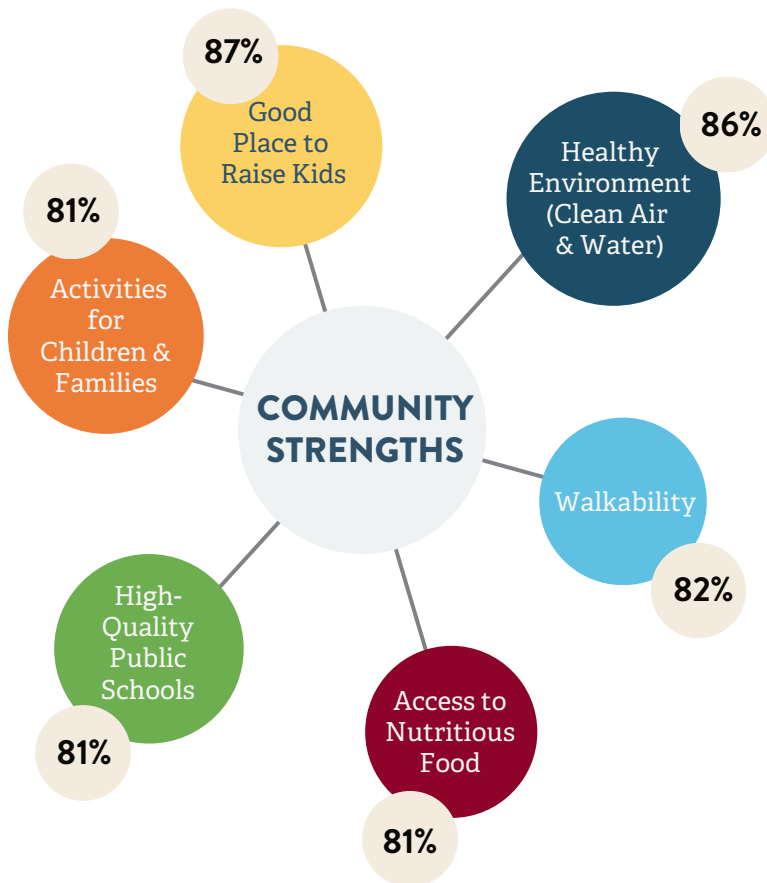 87%
Good
Place to
Raise Kids
86%
Healthy
Environment
(Clean Air
& Water)
81%
Activities
for
Children &
Families
COMMUNITY
STRENGTHS
Walkability
82%
High-
Quality
Public
Schools
81%
Access to
Nutritious
Food
81%